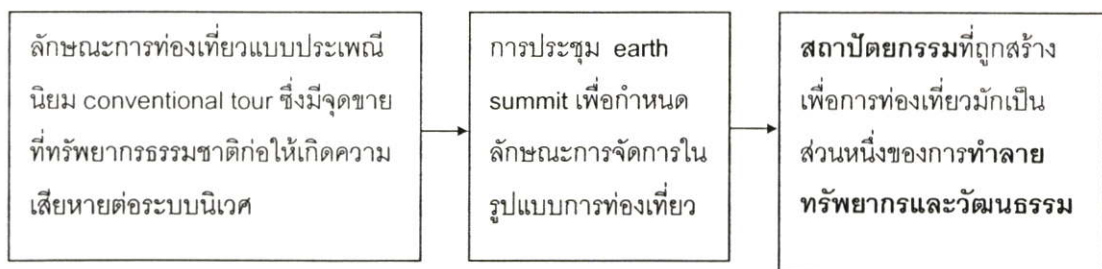 ลักษณะการท่องเที่ยวแบบประเพณี
นิยม conventional tour ซึ่งมีจุดขาย
ที่ทรัพยากรธรรมชาติก่อให้เกิดความ
เสียหายต่อระบบนิเวศ
การประชุม earth
summit เพื่อกำหนด
ลักษณะการจัดการใน
รูปแบบการท่องเที่ยว
สถาปัตยกรรมที่ถูกสร้าง
เพื่อการท่องเที่ยวมักเป็น
ส่วนหนึ่งของการทำลาย
ทรัพยากรและวัฒนธรรม